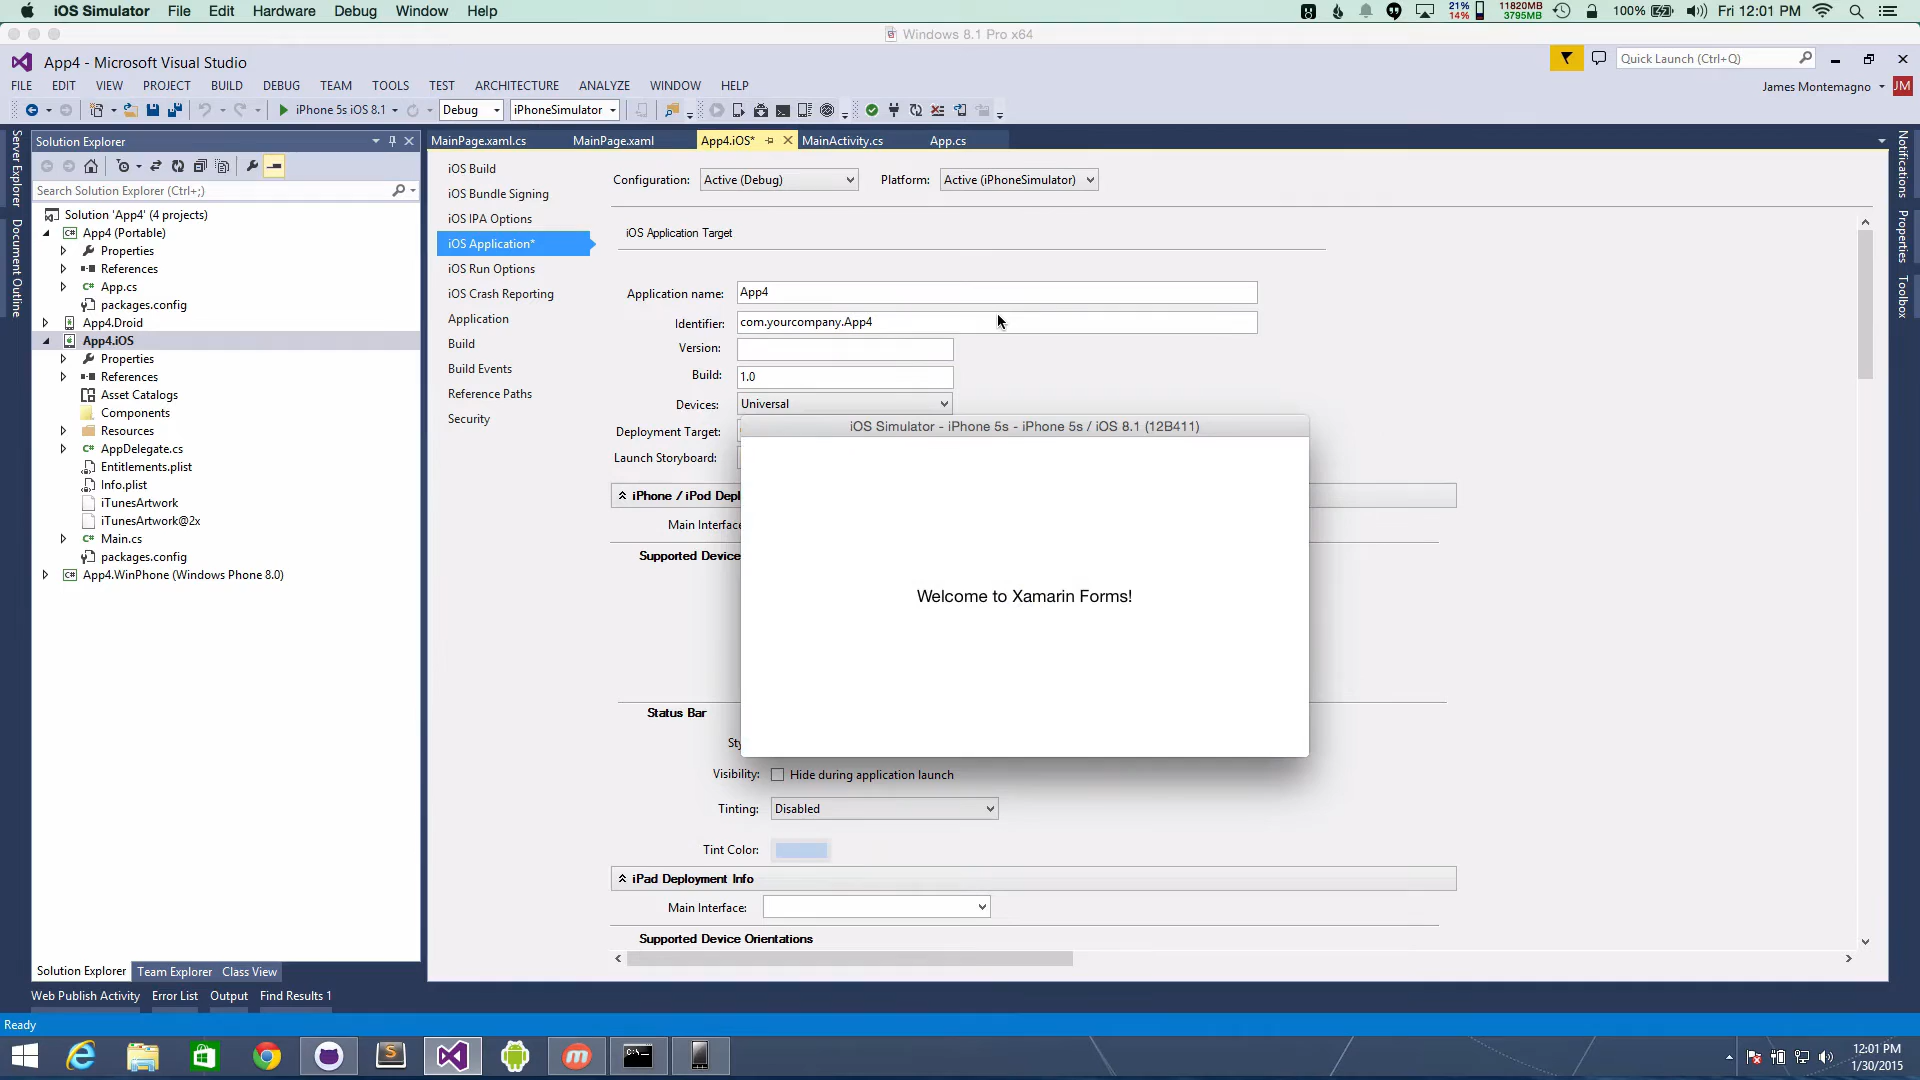 iOS Simulator File Edit Hardware Debug Window Help 21% 14% 11820MB 3795MB 100% Fri 12:01 PM
Windows 8.1 Pro x64
App4 - Microsoft Visual Studio Quick Launch (Ctrl+Q)
FILE EDIT VIEW PROJECT BUILD DEBUG TEAM TOOLS TEST ARCHITECTURE ANALYZE WINDOW HELP James Montemagno JM
iPhone 5s iOS 8.1 Debug iPhoneSimulator
Server Explorer
Document Outline
Solution Explorer
Search Solution Explorer (Ctrl+;)
Solution 'App4' (4 projects)
C# App4 (Portable)
Properties
References
C# App.cs
packages.config
App4.Droid
App4.iOS
Properties
References
Asset Catalogs
Components
Resources
C# AppDelegate.cs
Entitlements.plist
Info.plist
iTunesArtwork
iTunesArtwork@2x
C# Main.cs
packages.config
C# App4.WinPhone (Windows Phone 8.0)
Solution Explorer Team Explorer Class View
MainPage.xaml.cs MainPage.xaml App4.iOS* MainActivity.cs App.cs
iOS Build
iOS Bundle Signing
iOS IPA Options
iOS Application*
iOS Run Options
iOS Crash Reporting
Application
Build
Build Events
Reference Paths
Security
Configuration: Active (Debug) Platform: Active (iPhoneSimulator)
iOS Application Target
Application name: App4
Identifier: com.yourcompany.App4
Version:
Build: 1.0
Devices: Universal
Deployment Target:
Launch Storyboard:
iPhone / iPod Depl
Main Interface
Supported Device
Status Bar
Sty
Visibility: Hide during application launch
Tinting: Disabled
Tint Color:
iPad Deployment Info
Main Interface:
Supported Device Orientations
iOS Simulator - iPhone 5s - iPhone 5s / iOS 8.1 (12B411)
Welcome to Xamarin Forms!
Notifications
Properties
Toolbox
Web Publish Activity Error List Output Find Results 1
Ready
12:01 PM
1/30/2015